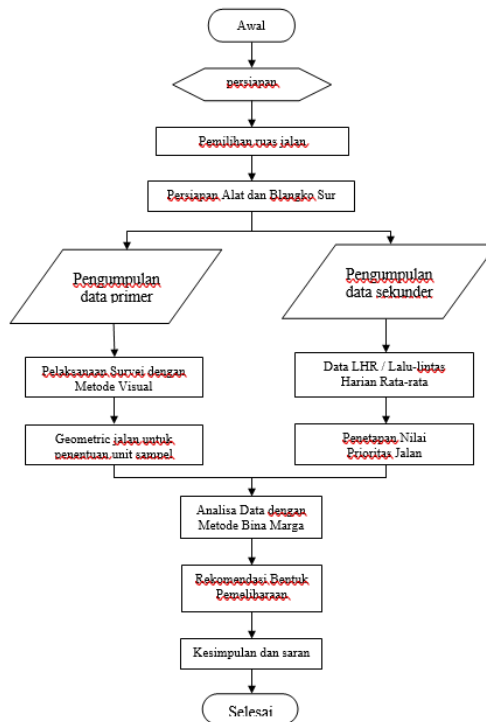 Awal
persiapan
Pemilihan ruas jalan
Persiapan Alat dan Blangko Sur
Pengumpulan
data primer
Pengumpulan
data sekunder
Pelaksanaan Survei dengan
Metode Visual
Data LHR / Lalu-lintas
Harian Rata-rata
Geometric jalan untuk
penentuan unit sampel
Penetapan Nilai
Prioritas Jalan
Analisa Data dengan
Metode Bina Marga
Rekomendasi Bentuk
Pemeliharaan
Kesimpulan dan saran
Selesai